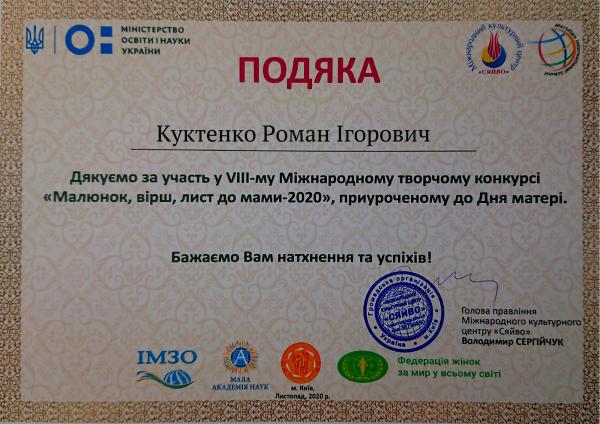 МІНІСТЕРСТВО
ОСВІТИ І НАУКИ
УКРАЇНИ
Міжнародний культурний центр
«СЯЙВО»
ПОДЯКА
Куктенко Роман Ігорович
Дякуємо за участь у VIII-му Міжнародному творчому конкурсі
«Малюнок, вірш, лист до мами-2020», приуроченому до Дня матері.
Бажаємо Вам натхнення та успіхів!
Громадська організація
«СЯЙВО»
Україна
м.Київ
Голова правління
Міжнародного культурного
центру «Сяйво»
Володимир СЕРГІЙЧУК
ІМЗО
МАЛА
АКАДЕМІЯ НАУК
м. Київ,
Листопад, 2020 р.
Федерація жінок
за мир у всьому світі